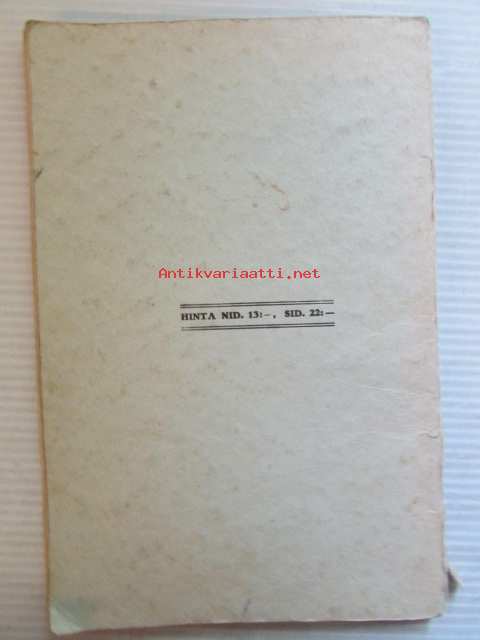 Antikvariaatti.net
HINTA NID. 13:–, SID. 22:—